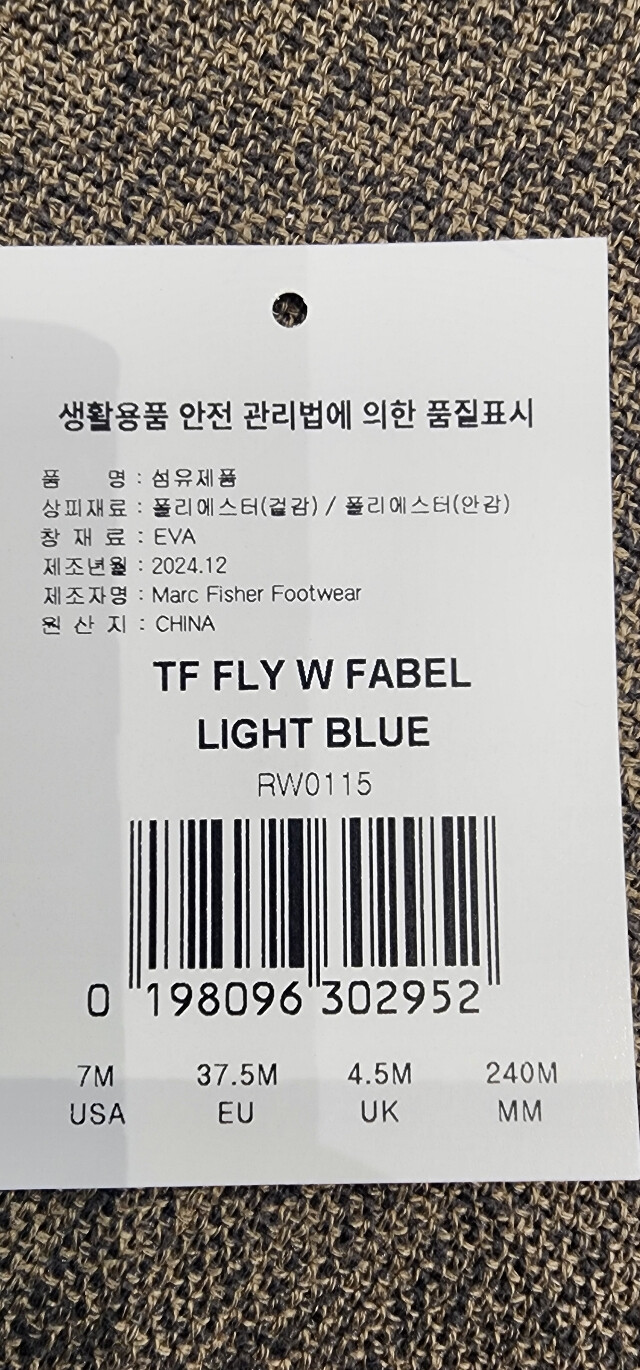 생활용품 안전 관리법에 의한 품질표시
품 명 : 섬유제품
상피재료 : 폴리에스터(겉감) / 폴리에스터(안감)
창 재 료 : EVA
제조년월 : 2024.12
제조자명 : Marc Fisher Footwear
원 산 지 : CHINA
TF FLY W FABEL
LIGHT BLUE
RW0115
0 198096 302952
7M 37.5M 4.5M 240M
USA EU UK MM